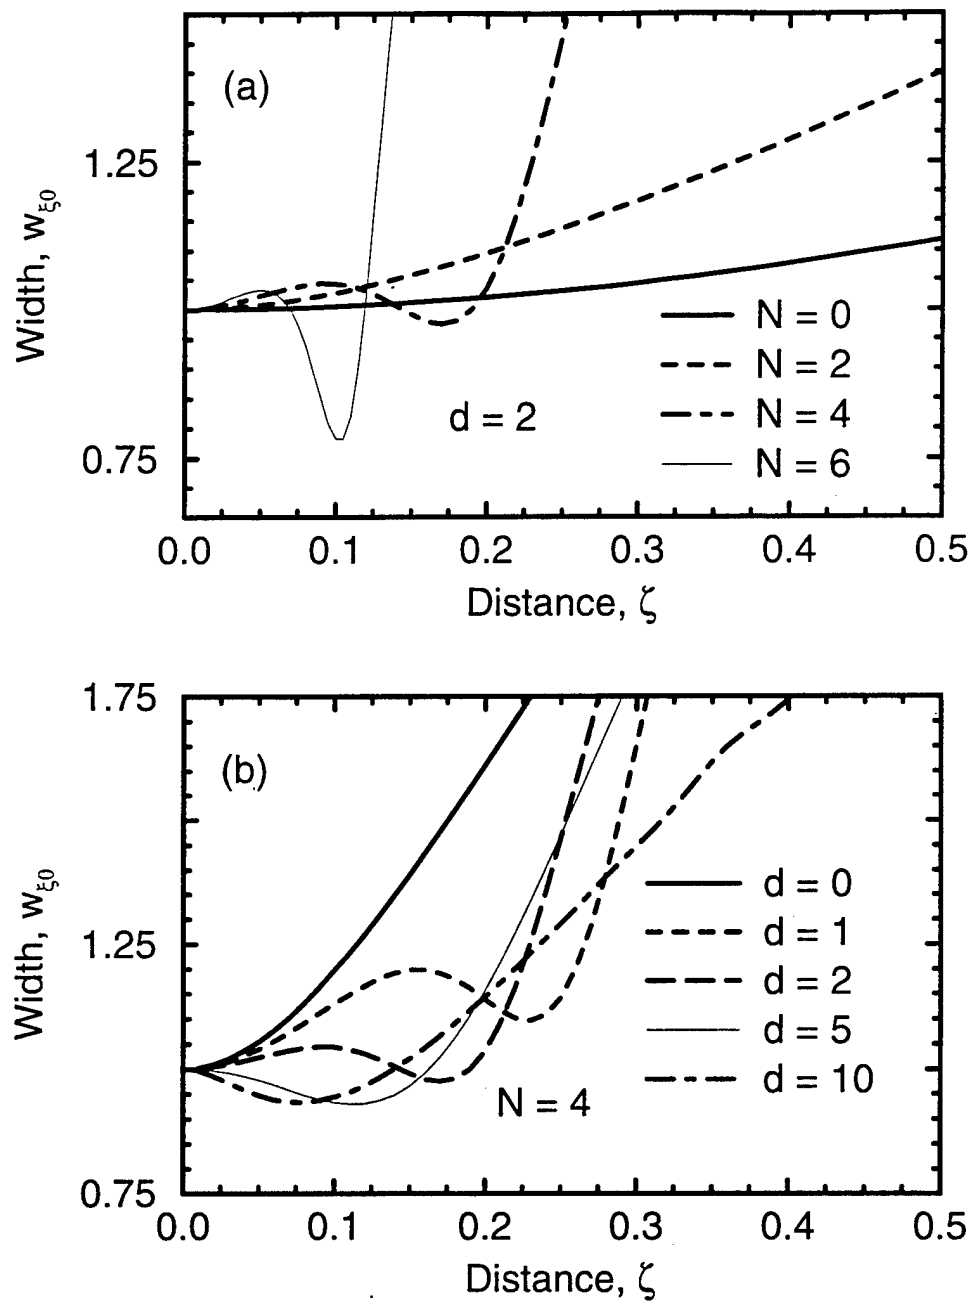 (a)
1.25
0.75
Width, wξ0
d = 2
N = 0
N = 2
N = 4
N = 6
0.0 0.1 0.2 0.3 0.4 0.5
Distance, ζ
1.75
(b)
1.25
0.75
Width, wξ0
N = 4
d = 0
d = 1
d = 2
d = 5
d = 10
0.0 0.1 0.2 0.3 0.4 0.5
Distance, ζ